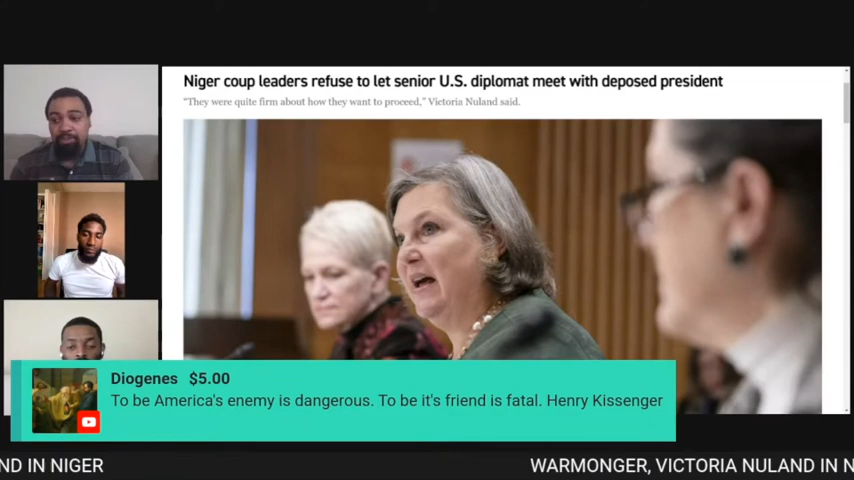 Niger coup leaders refuse to let senior U.S. diplomat meet with deposed president
“They were quite firm about how they want to proceed,” Victoria Nuland said.
Diogenes $5.00
To be America's enemy is dangerous. To be it's friend is fatal. Henry Kissenger
ND IN NIGER WARMONGER, VICTORIA NULAND IN N